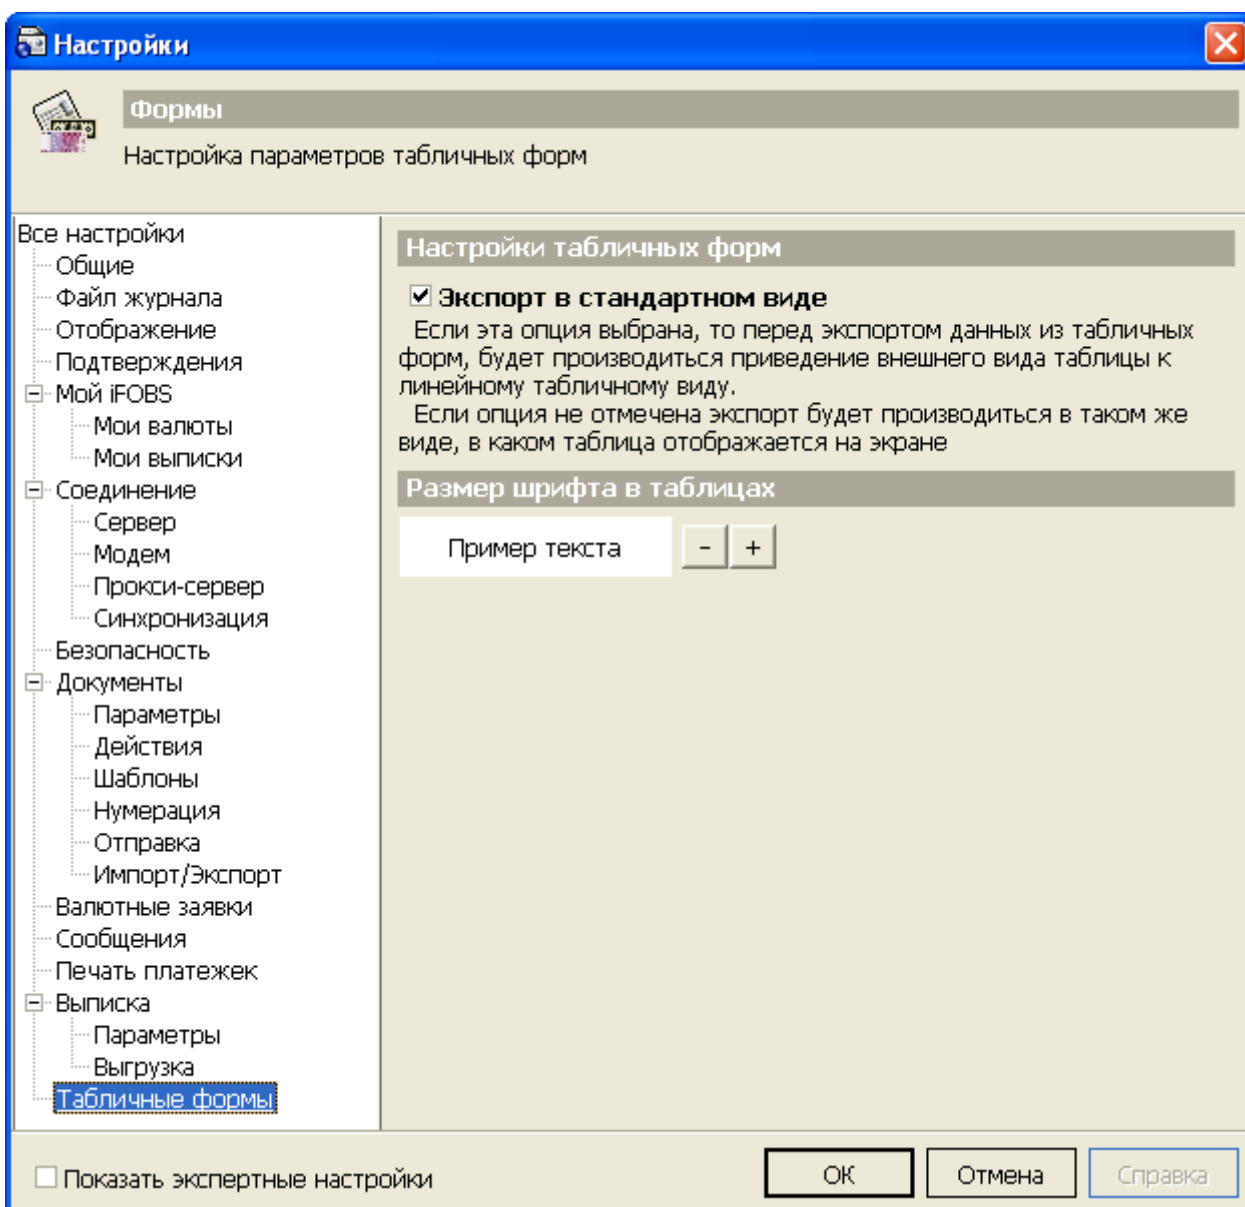 Настройки
Формы
Настройка параметров табличных форм
Все настройки
Общие
Файл журнала
Отображение
Подтверждения
Мой iFOBS
Мои валюты
Мои выписки
Соединение
Сервер
Модем
Прокси-сервер
Синхронизация
Безопасность
Документы
Параметры
Действия
Шаблоны
Нумерация
Отправка
Импорт/Экспорт
Валютные заявки
Сообщения
Печать платежек
Выписка
Параметры
Выгрузка
Табличные формы
Настройки табличных форм
Экспорт в стандартном виде
Если эта опция выбрана, то перед экспортом данных из табличных
форм, будет производиться приведение внешнего вида таблицы к
линейному табличному виду.
Если опция не отмечена экспорт будет производиться в таком же
виде, в каком таблица отображается на экране
Размер шрифта в таблицах
Пример текста - +
Показать экспертные настройки
ОК Отмена Справка